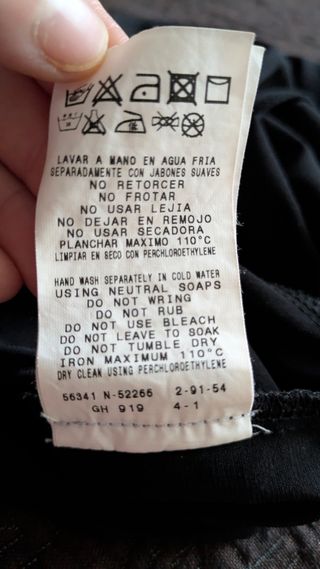 LAVAR A MANO EN AGUA FRIA
SEPARADAMENTE CON JABONES SUAVES
NO RETORCER
NO FROTAR
NO USAR LEJIA
NO DEJAR EN REMOJO
NO USAR SECADORA
PLANCHAR MAXIMO 110°C
LIMPIAR EN SECO CON PERCHLOROETHYLENE
HAND WASH SEPARATELY IN COLD WATER
USING NEUTRAL SOAPS
DO NOT WRING
DO NOT RUB
DO NOT USE BLEACH
DO NOT LEAVE TO SOAK
DO NOT TUMBLE DRY
IRON MAXIMUM 110°C
DRY CLEAN USING PERCHLOROETHYLENE
56341 N-52266 2-91-54
GH 919 4-1